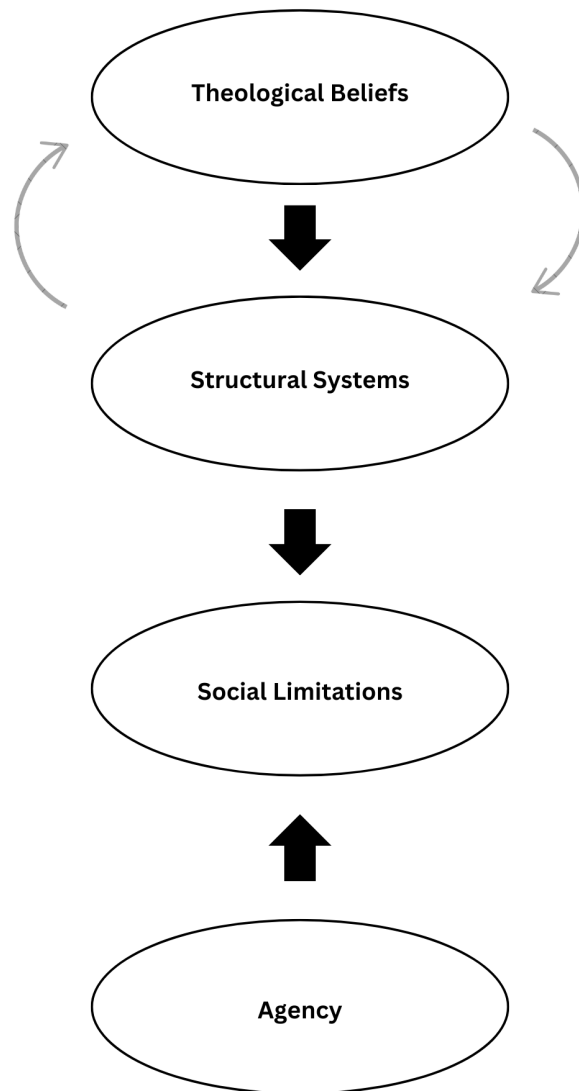 Theological Beliefs
Structural Systems
Social Limitations
Agency